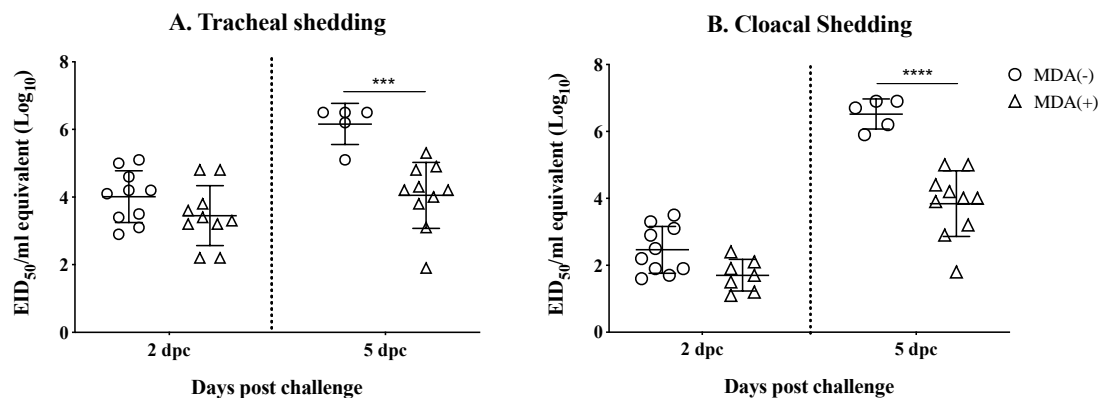 A. Tracheal shedding
EID50/ml equivalent (Log10)
8
6
4
2
0
***
2 dpc
5 dpc
Days post challenge
B. Cloacal Shedding
EID50/ml equivalent (Log10)
8
6
4
2
0
****
2 dpc
5 dpc
Days post challenge
MDA(-)
MDA(+)